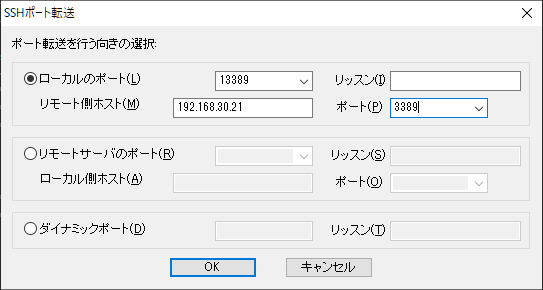 SSHポート転送
ポート転送を行う向きの選択:
ローカルのポート(L) 13389 リッスン(I)
リモート側ホスト(M) 192.168.30.21 ポート(P) 3389
リモートサーバのポート(R) リッスン(S)
ローカル側ホスト(A) ポート(O)
ダイナミックポート(D) リッスン(T)
OK キャンセル